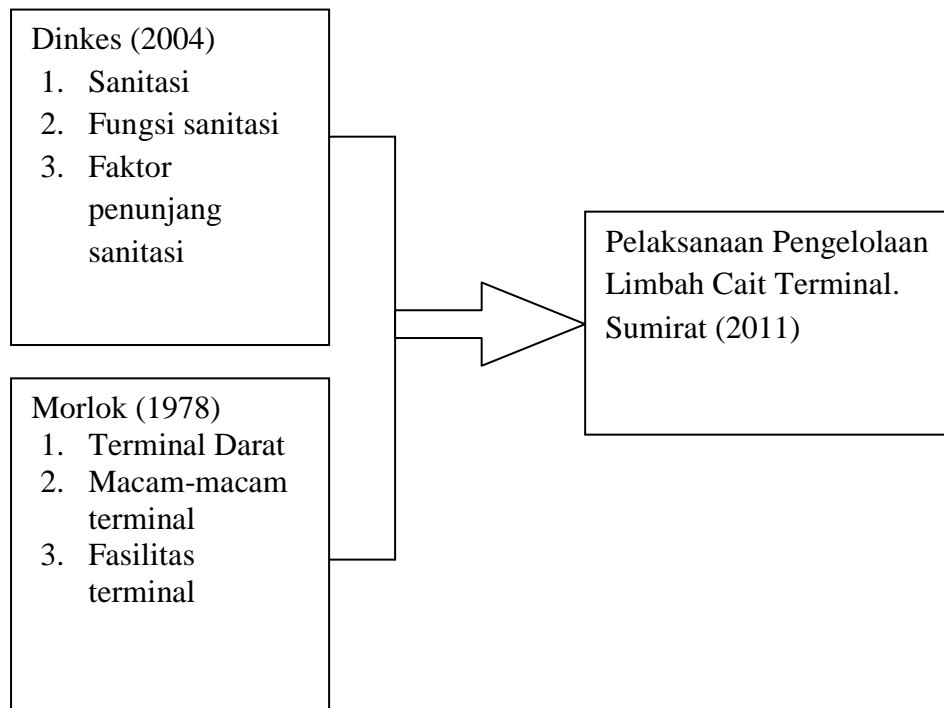 Dinkes (2004)
1. Sanitasi
2. Fungsi sanitasi
3. Faktor
penunjang
sanitasi
Morlok (1978)
1. Terminal Darat
2. Macam-macam
terminal
3. Fasilitas
terminal
Pelaksanaan Pengelolaan
Limbah Cait Terminal.
Sumirat (2011)